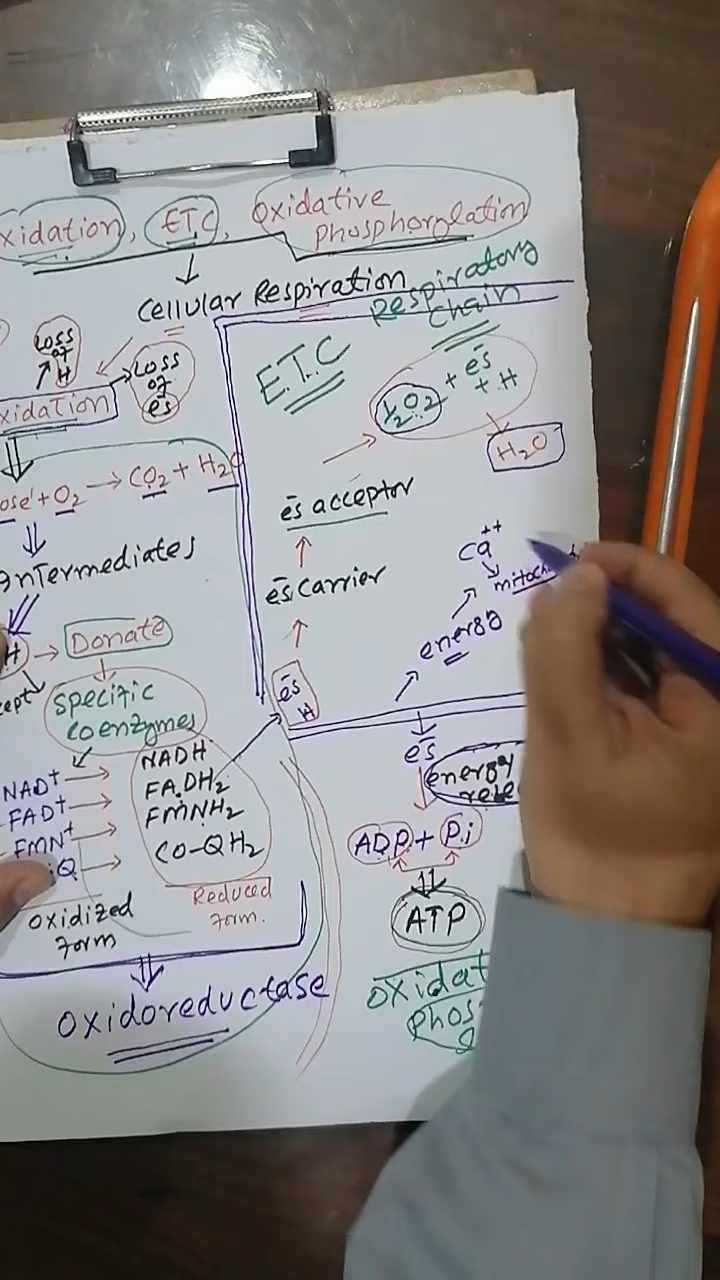 xidation, ETC, Oxidative
phosphorylation
Cellular Respiration
Loss
of
H
Loss
of
es
xidation
ose + O2 → CO2 + H2O
Intermediates
H → Donate
cept
specific
coenzymes
NAD+ → NADH
FAD+ → FADH2
FMN+ → FMNH2
Q → CO-QH2
oxidized
form
Reduced
form.
oxidoreductase
Respiratory
chain
E.T.C
½O2 + es
+ H
H2O
es acceptor
es carrier
es
H
Ca++
energy
es
energy
ADP + Pi
ATP
oxidat
phos